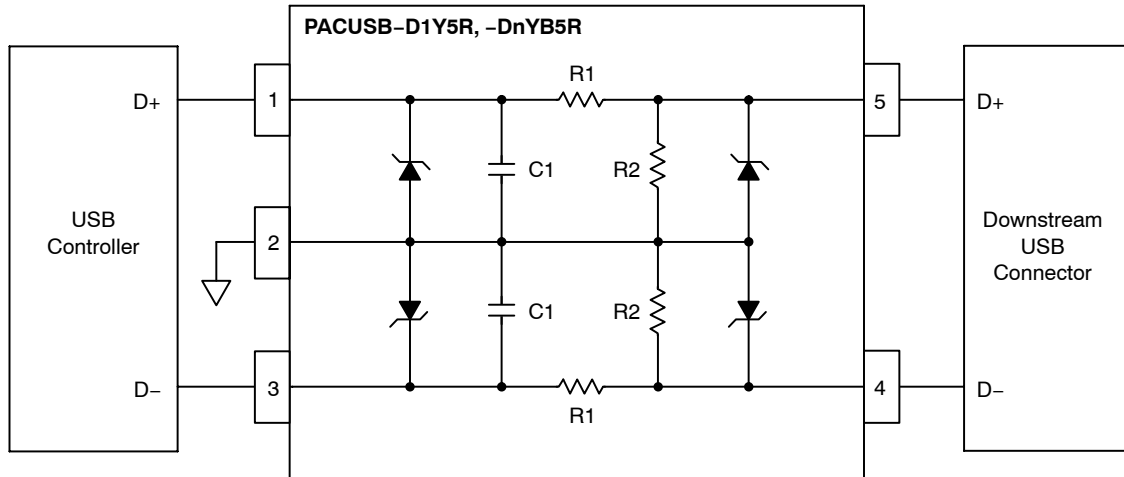 PACUSB−D1Y5R, −DnYB5R
R1
D+
1
5
D+
C1
R2
USB
Controller
2
Downstream
USB
Connector
C1
R2
D−
3
4
D−
R1